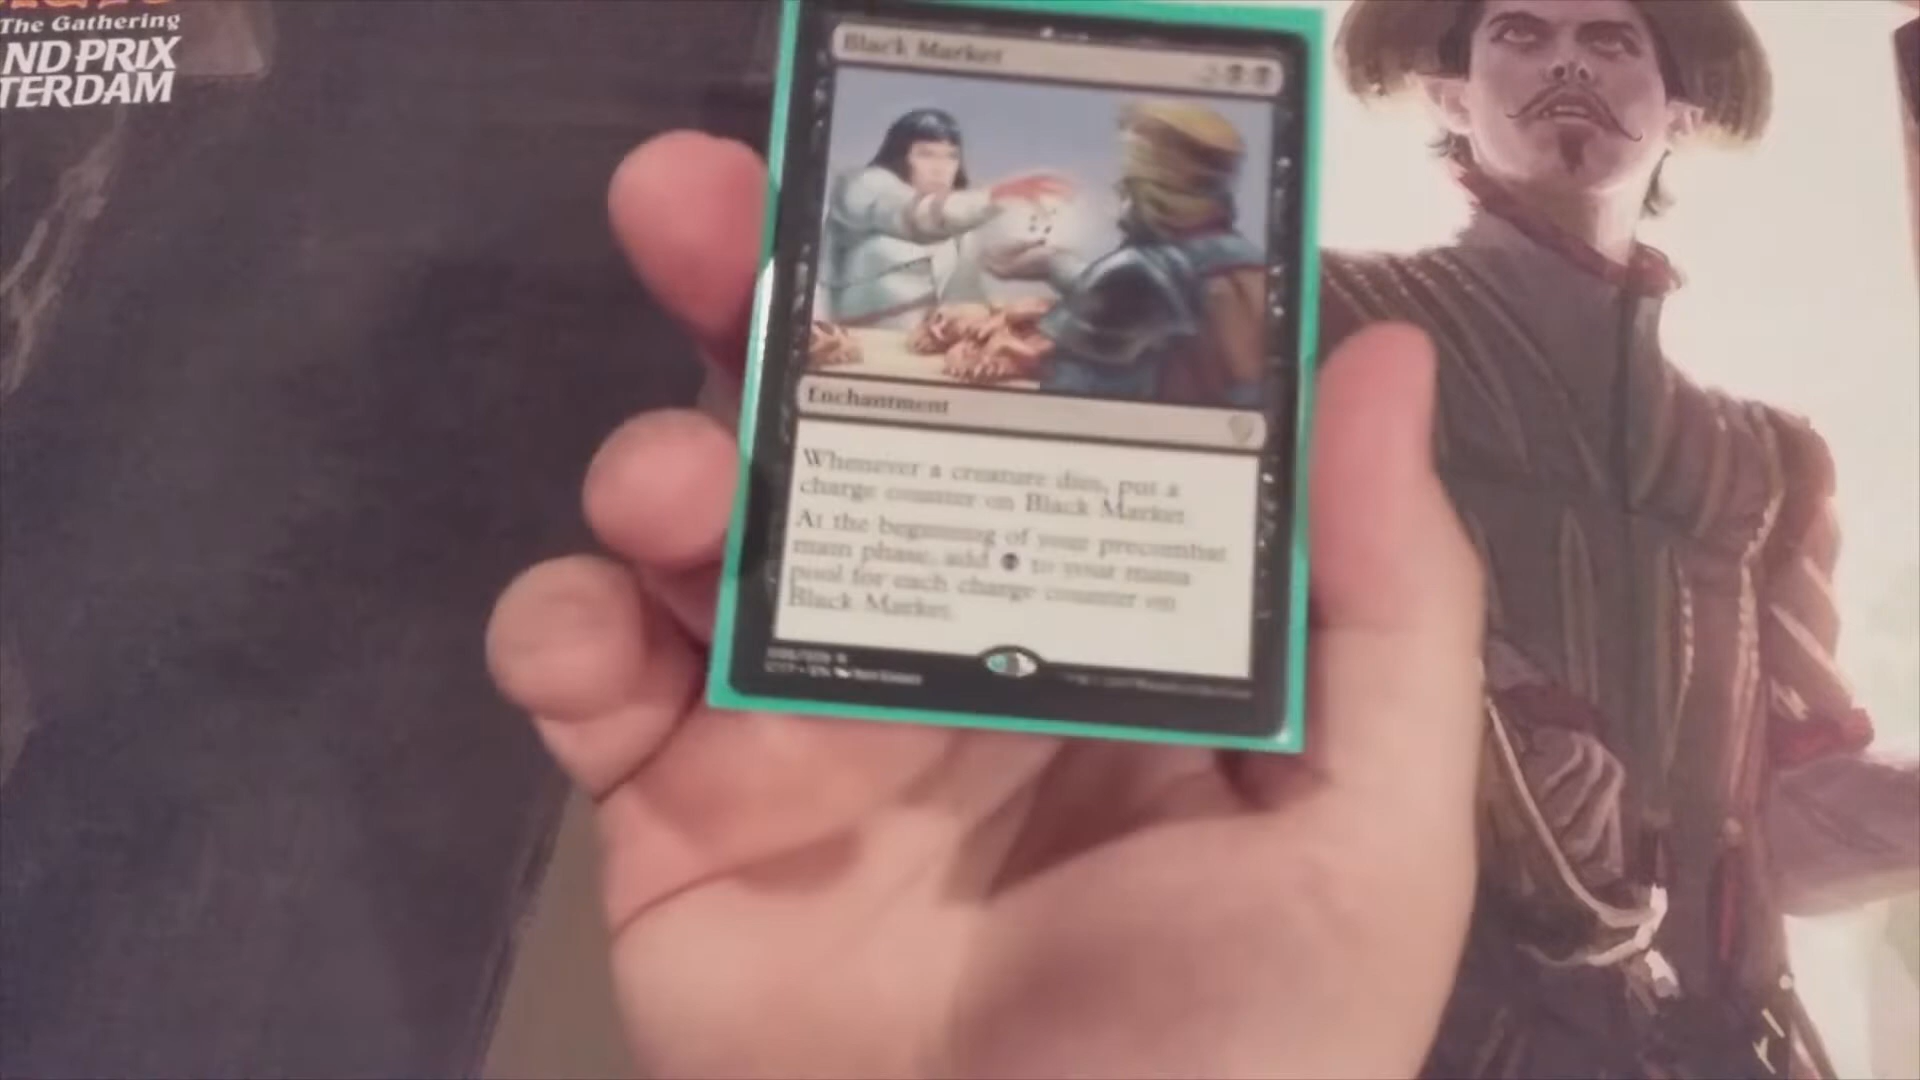 The Gathering
ND PRIX
TERDAM
Black Market
Enchantment
Whenever a creature dies, put a
charge counter on Black Market.
At the beginning of your precombat
main phase, add to your mana
pool for each charge counter on
Black Market.